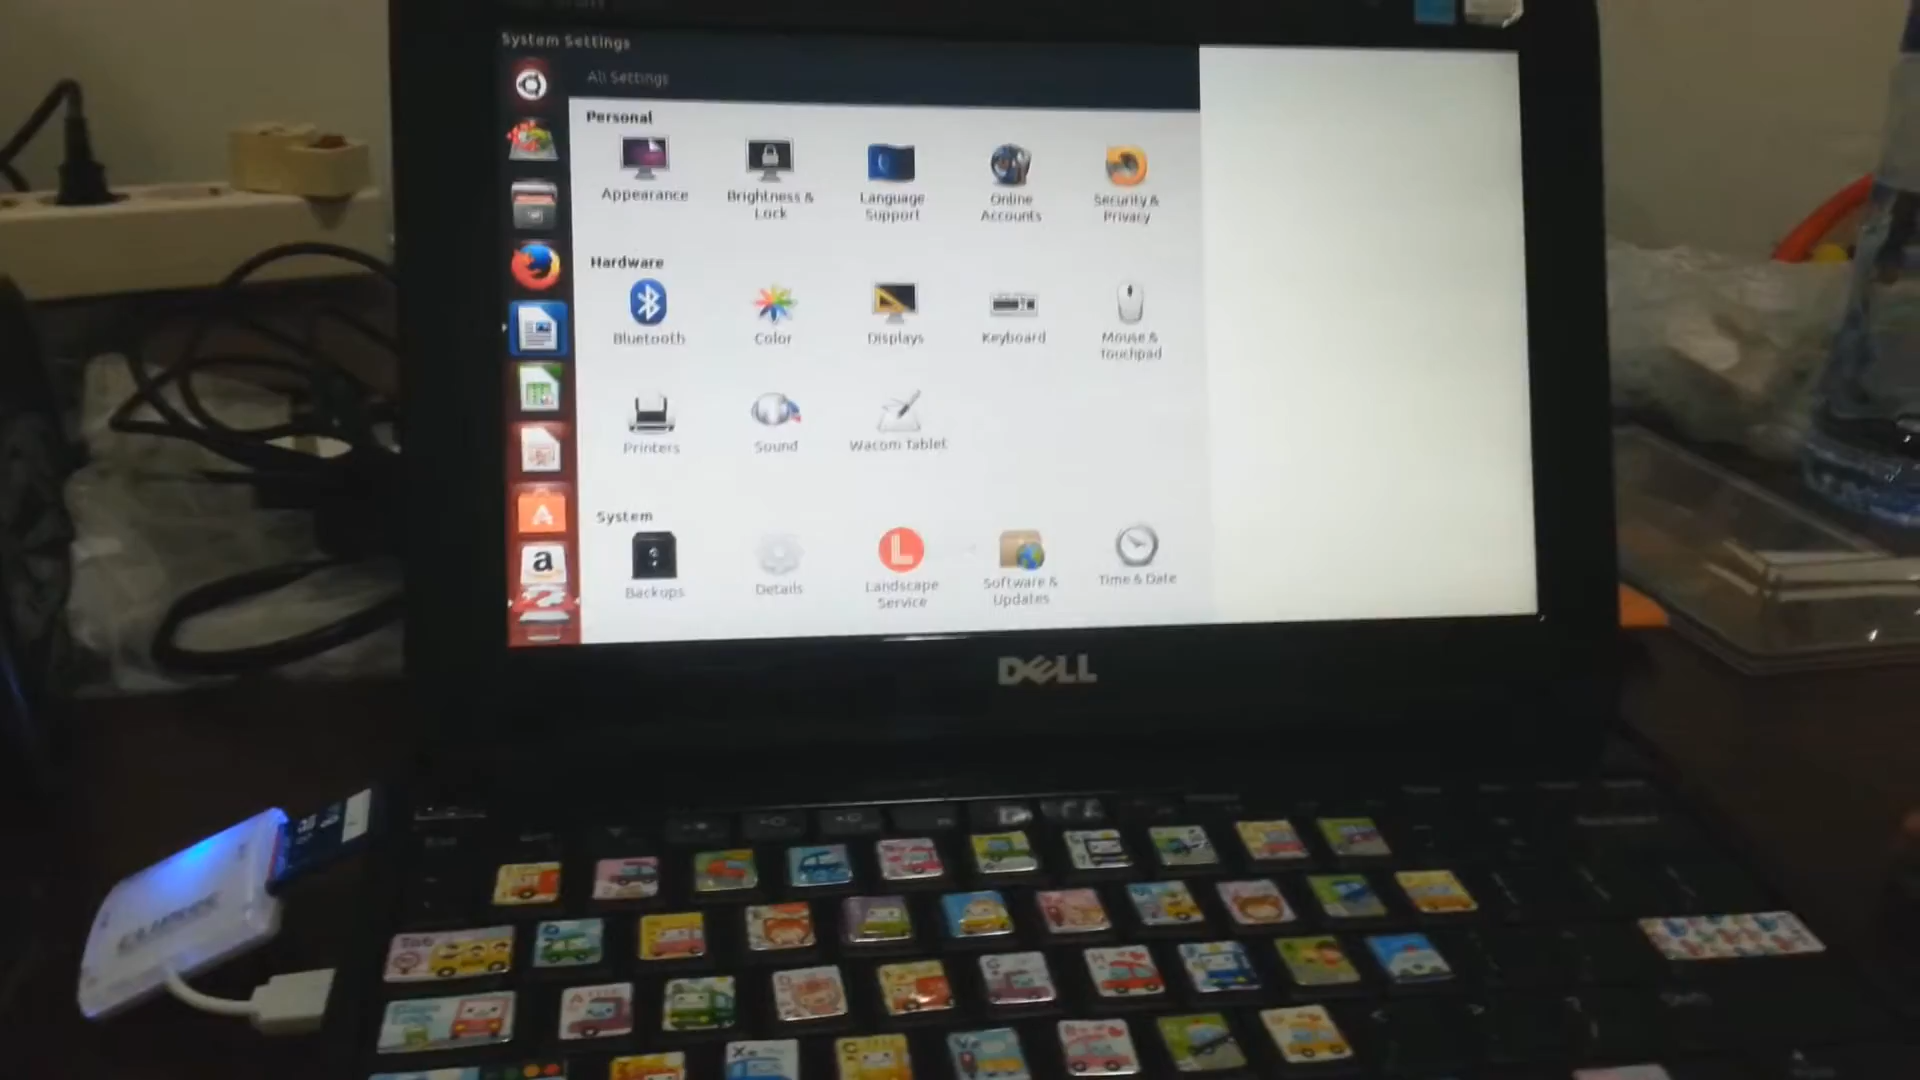 System Settings
All Settings
Personal
Appearance
Brightness &
Lock
Language
Support
Online
Accounts
Security &
Privacy
Hardware
Bluetooth
Color
Displays
Keyboard
Mouse &
Touchpad
Printers
Sound
Wacom Tablet
System
Backups
Details
Landscape
Service
Software &
Updates
Time & Date
DELL
Tab